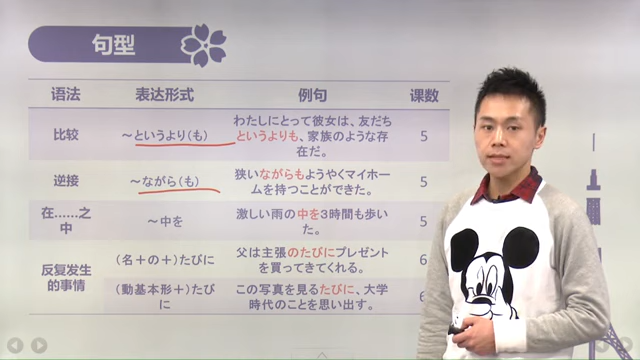 句型
语法 表达形式 例句 课数
比较 ～というより(も) わたしにとって彼女は、友だち
というよりも、家族のような存
在だ。 5
逆接 ～ながら(も) 狭いながらもようやくマイホー
ムを持つことができた。 5
在……之
中 ～中を 激しい雨の中を3時間も歩い
た。 5
反复发生
的事情 （名＋の＋)たびに 父は主張のたびにプレゼント
を買ってきてくれる。 6
（動基本形＋)たび
に この写真を見るたびに、大学
時代のことを思い出す。 6